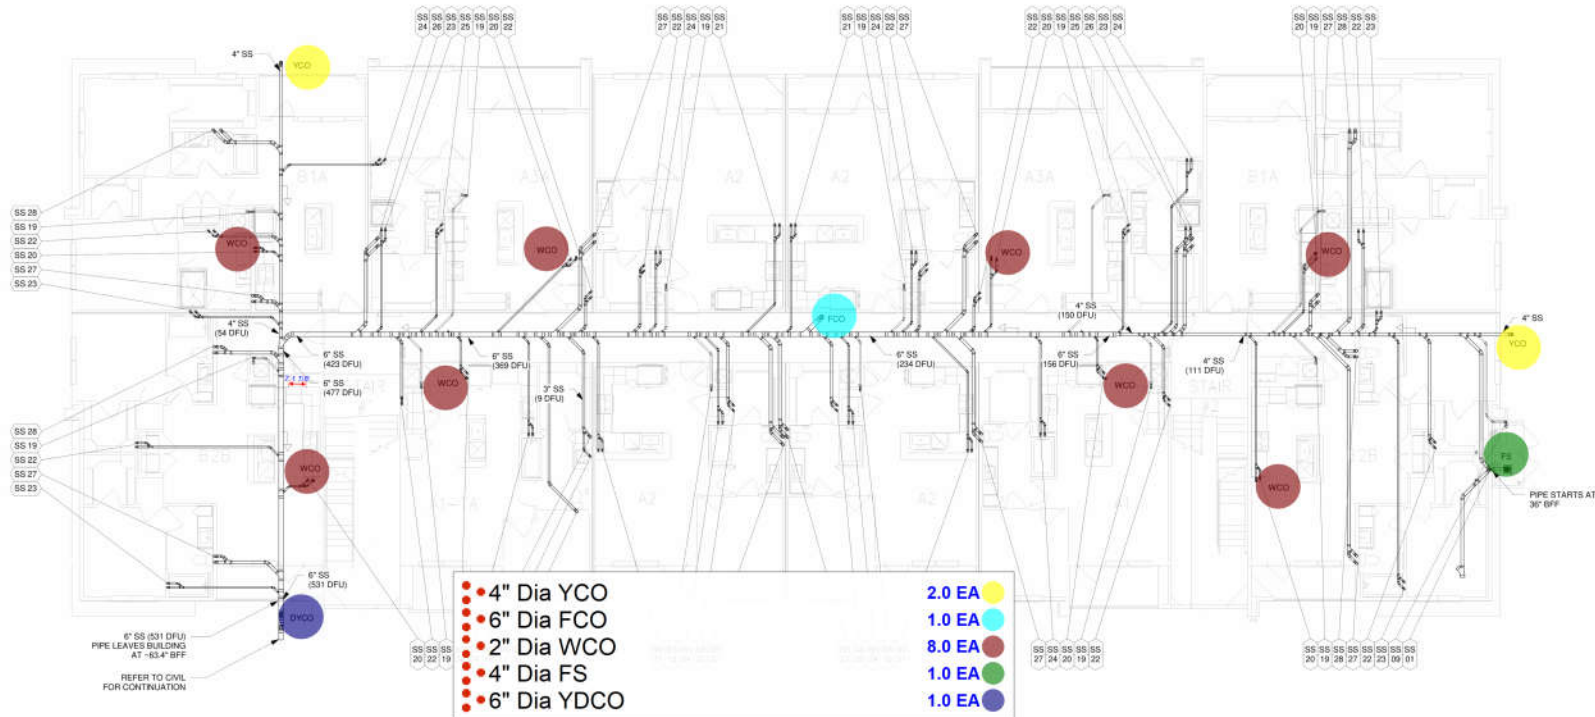 SS 24
SS 26
SS 23
SS 25
SS 19
SS 20
SS 22
SS 27
SS 22
SS 24
SS 19
SS 21
SS 21
SS 19
SS 24
SS 22
SS 27
SS 22
SS 20
SS 19
SS 25
SS 26
SS 23
SS 24
SS 20
SS 19
SS 27
SS 28
SS 22
SS 23
4" SS
YCO
B1A
A3A
A2
A2
A3A
B1A
SS 28
SS 19
SS 22
SS 20
SS 27
SS 23
WCO
WCO
WCO
WCO
FCO
4" SS
(54 DFU)
6" SS
(423 DFU)
6" SS
(477 DFU)
6" SS
(369 DFU)
3" SS
(9 DFU)
6" SS
(234 DFU)
4" SS
(150 DFU)
6" SS
(156 DFU)
4" SS
(111 DFU)
4" SS
YCO
WCO
WCO
STAIR
SS 28
SS 19
SS 22
SS 27
SS 23
B2B
WCO
WCO
A2
A1
FS
PIPE STARTS AT
36" BFF
6" SS
(531 DFU)
DYCO
6" SS (531 DFU)
PIPE LEAVES BUILDING
AT ~63.4" BFF
REFER TO CIVIL
FOR CONTINUATION
SS 20
SS 22
SS 19
4" Dia YCO 2.0 EA
6" Dia FCO 1.0 EA
2" Dia WCO 8.0 EA
4" Dia FS 1.0 EA
6" Dia YDCO 1.0 EA
SS 27
SS 24
SS 20
SS 19
SS 22
SS 20
SS 19
SS 28
SS 27
SS 22
SS 23
SS 09
SS 01